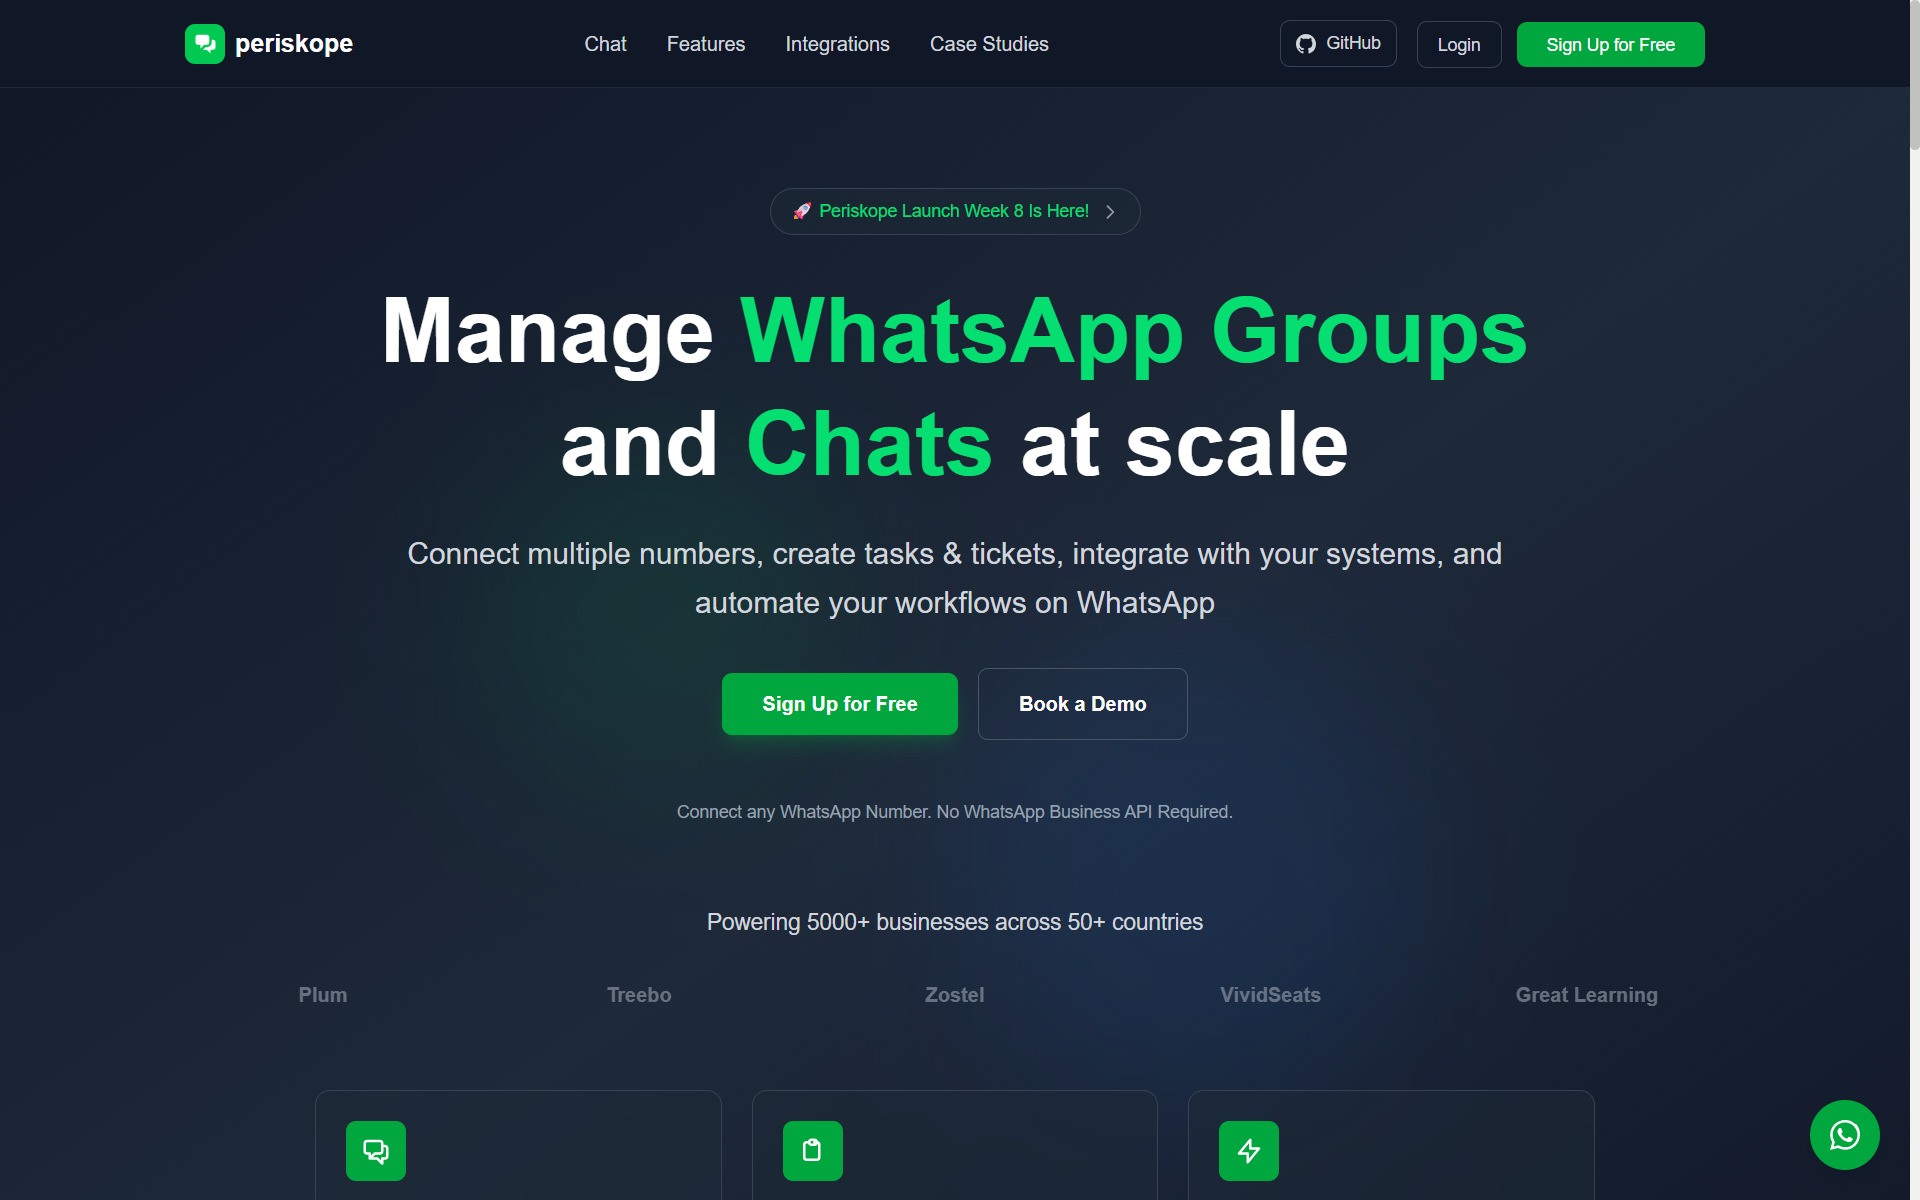 periskope
Chat
Features
Integrations
Case Studies
GitHub
Login
Sign Up for Free
🚀 Periskope Launch Week 8 Is Here!
Manage WhatsApp Groups
and Chats at scale
Connect multiple numbers, create tasks & tickets, integrate with your systems, and
automate your workflows on WhatsApp
Sign Up for Free
Book a Demo
Connect any WhatsApp Number. No WhatsApp Business API Required.
Powering 5000+ businesses across 50+ countries
Plum
Treebo
Zostel
VividSeats
Great Learning